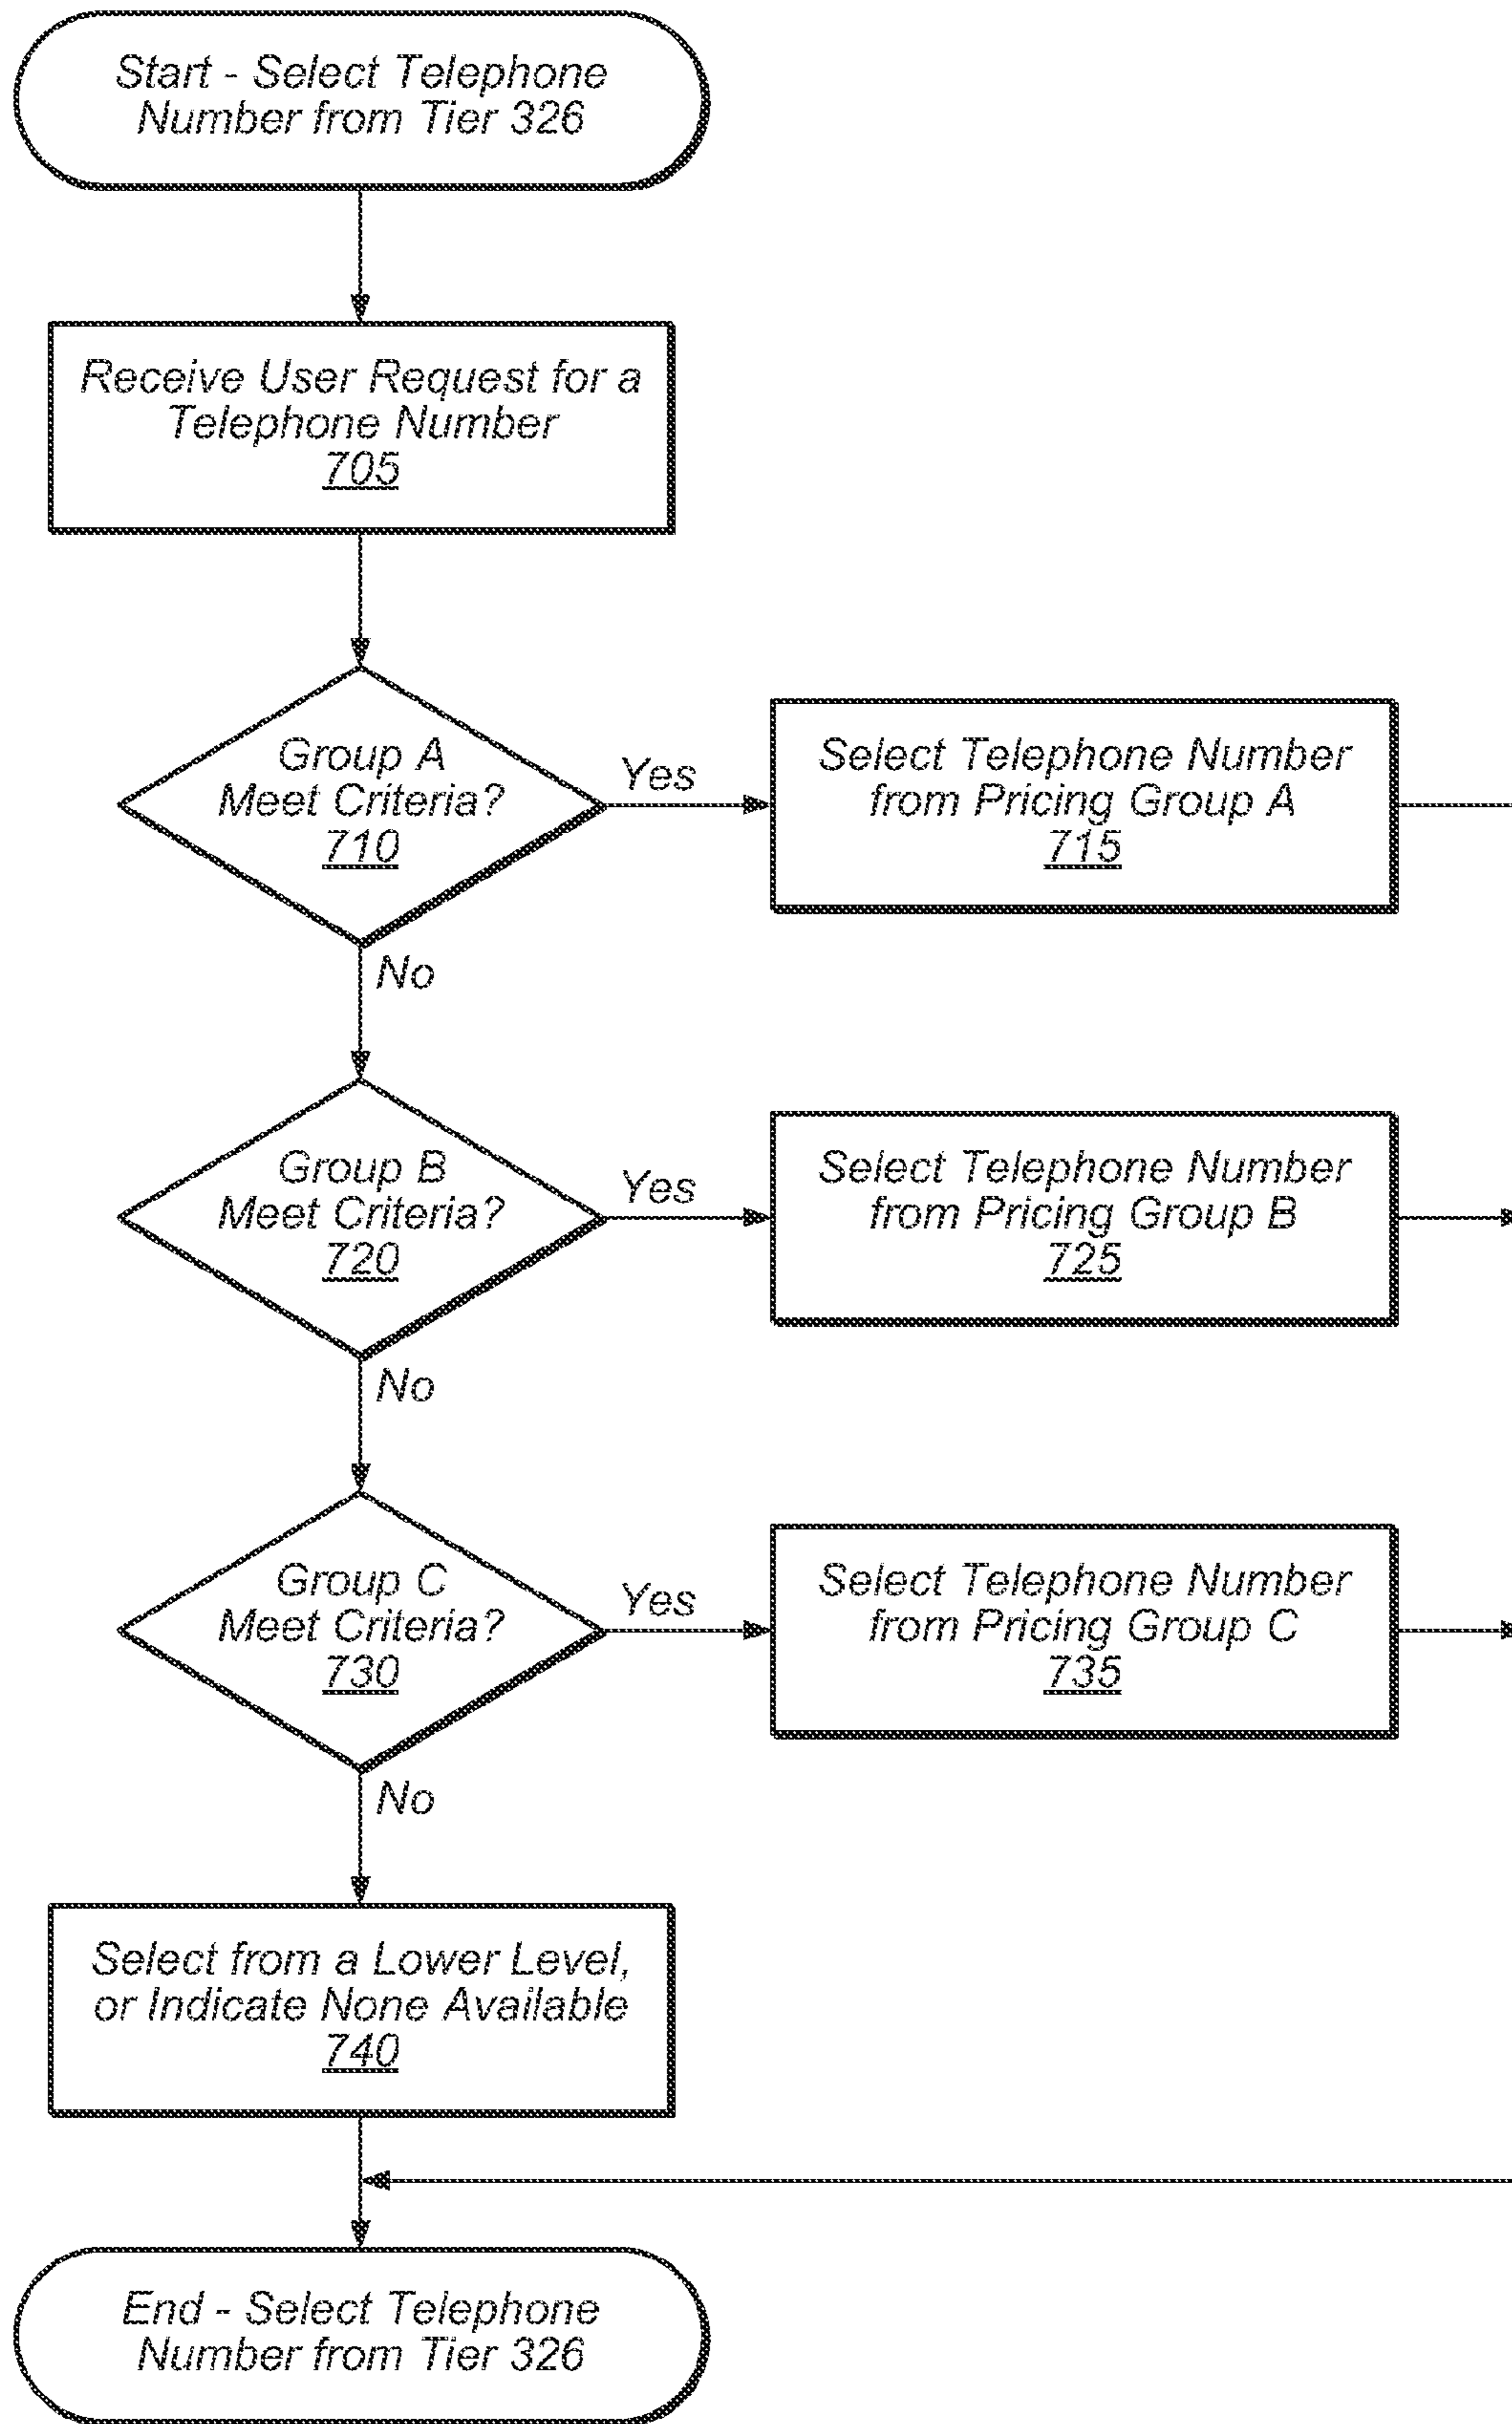 Start - Select Telephone
Number from Tier 326
Receive User Request for a
Telephone Number
705
Group A
Meet Criteria?
710
Yes
Select Telephone Number
from Pricing Group A
715
No
Group B
Meet Criteria?
720
Yes
Select Telephone Number
from Pricing Group B
725
No
Group C
Meet Criteria?
730
Yes
Select Telephone Number
from Pricing Group C
735
No
Select from a Lower Level,
or Indicate None Available
740
End - Select Telephone
Number from Tier 326